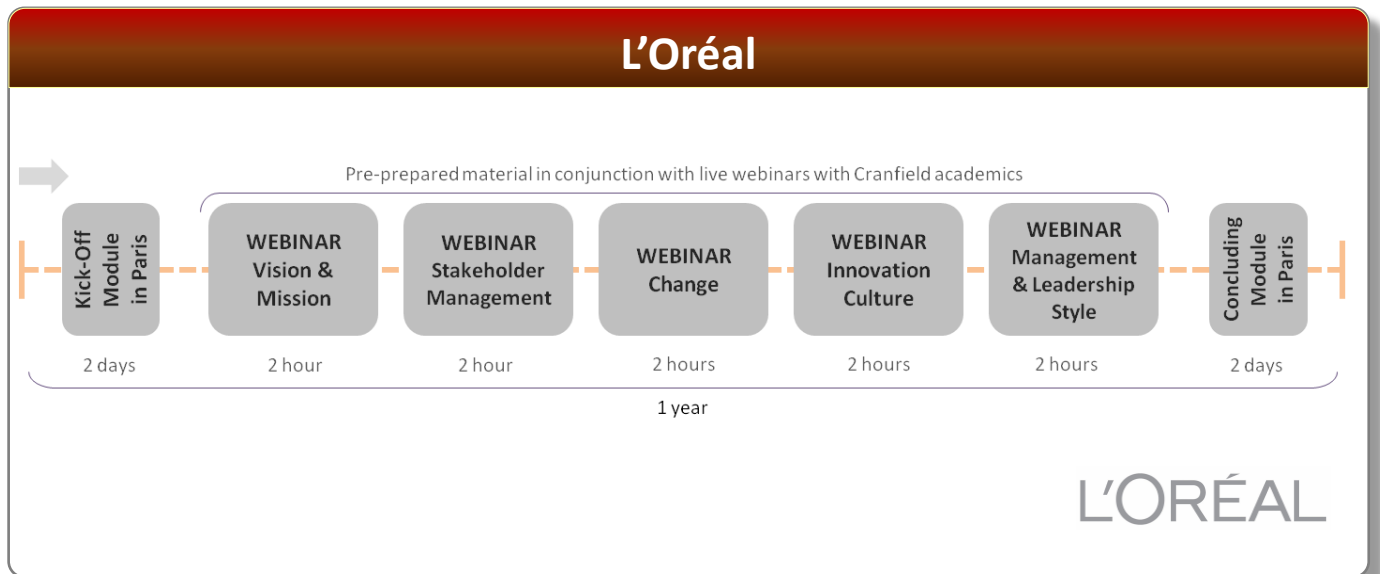 L'Oréal
Pre-prepared material in conjunction with live webinars with Cranfield academics
Kick-Off
Module
in Paris
WEBINAR
Vision &
Mission
WEBINAR
Stakeholder
Management
WEBINAR
Change
WEBINAR
Innovation
Culture
WEBINAR
Management
& Leadership
Style
Concluding
Module
in Paris
2 days
2 hour
2 hour
2 hours
2 hours
2 hours
2 days
1 year
L'ORÉAL